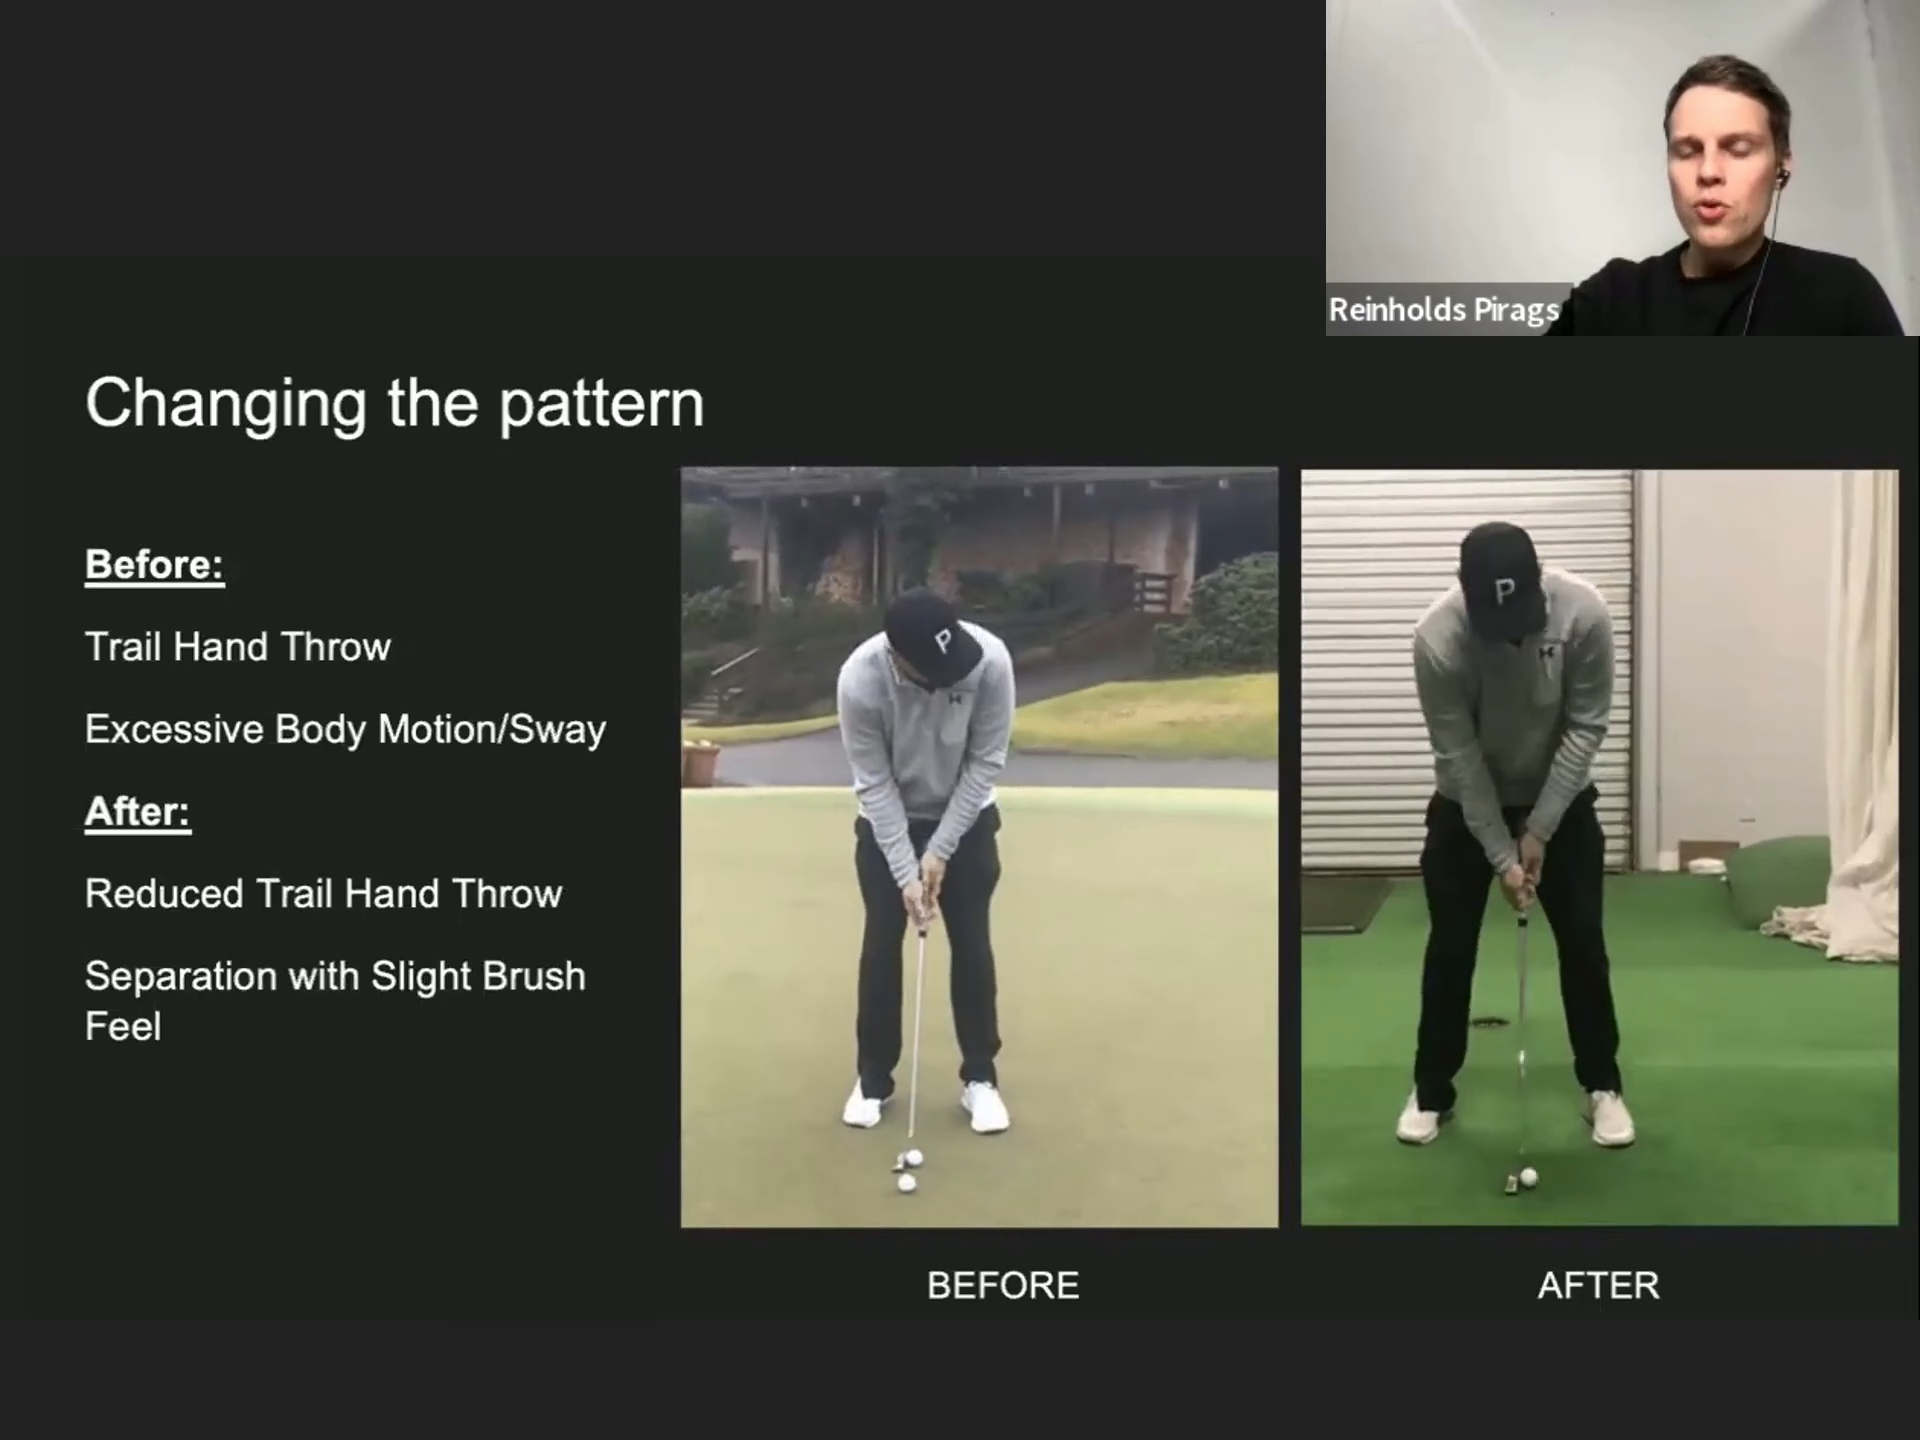 Reinholds Pirags
Changing the pattern
Before:
Trail Hand Throw
Excessive Body Motion/Sway
After:
Reduced Trail Hand Throw
Separation with Slight Brush
Feel
P
P
BEFORE
AFTER